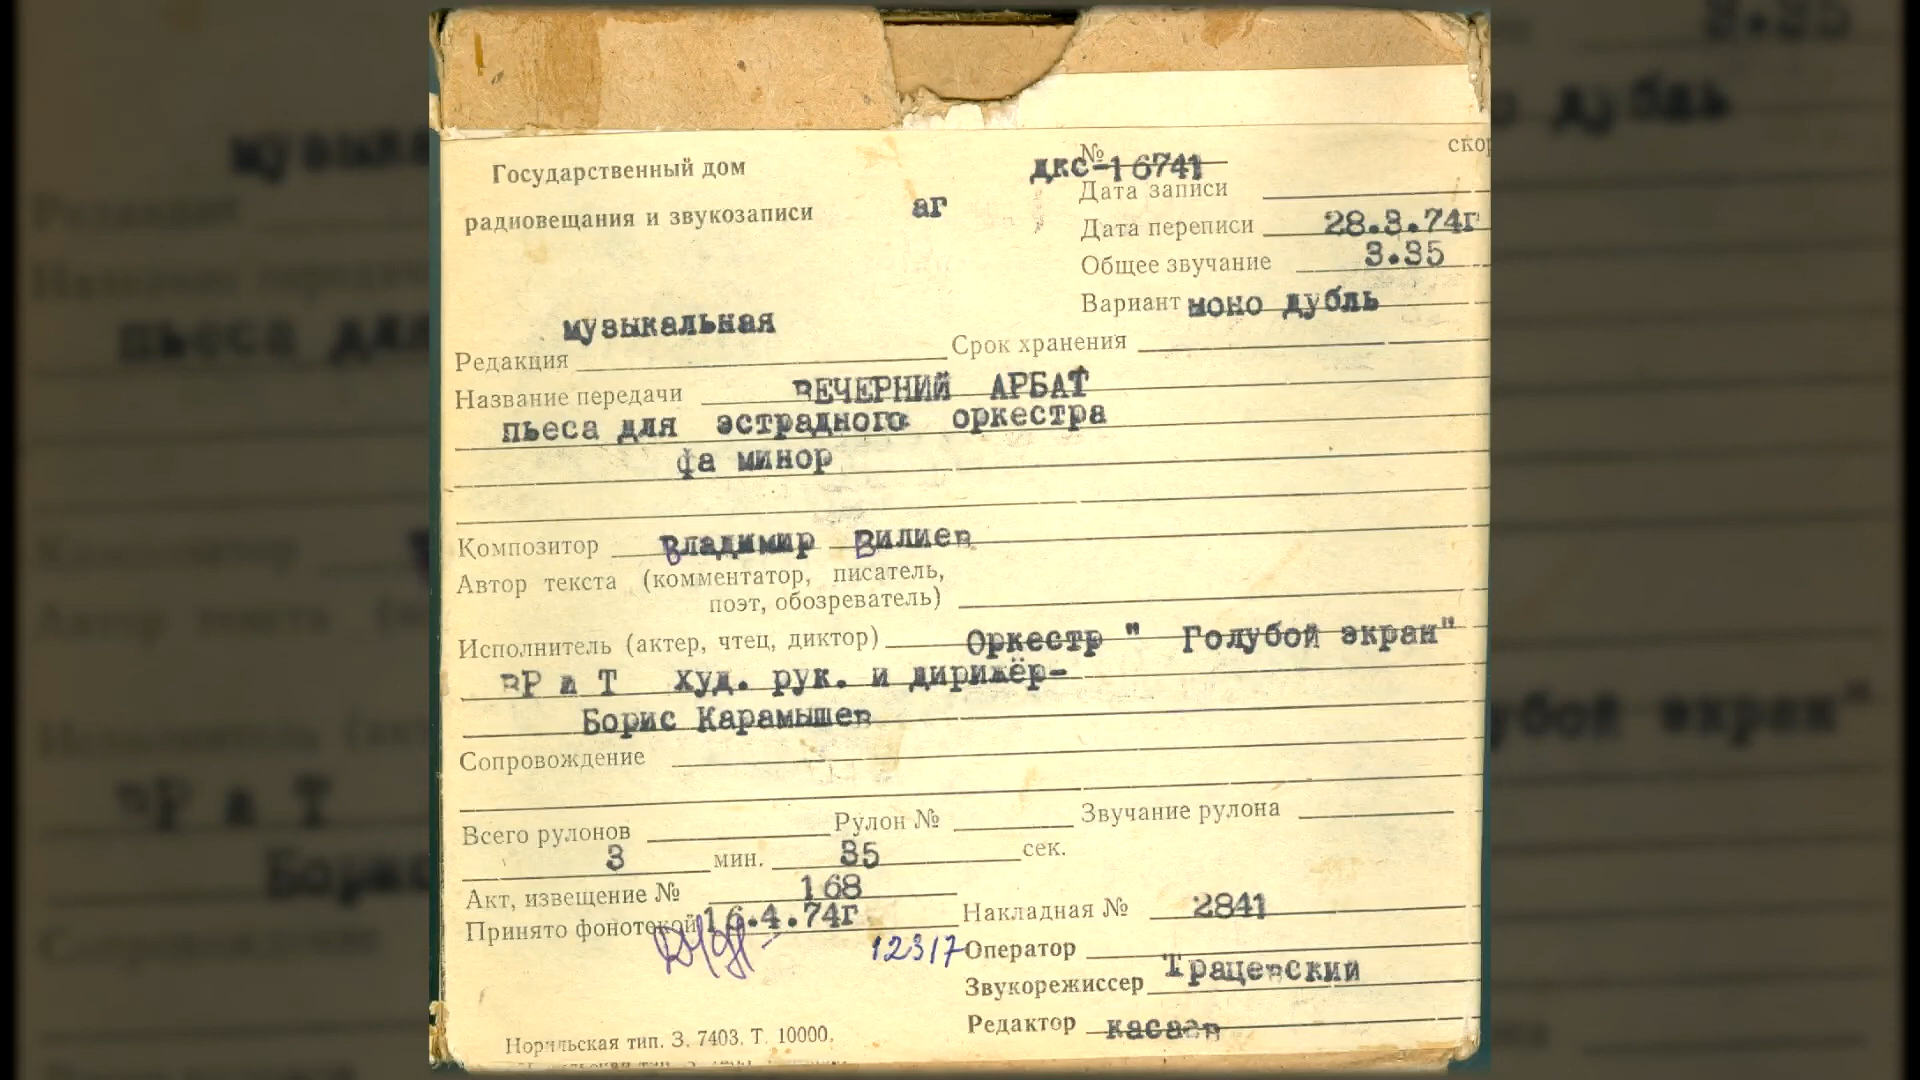 Государственный дом
радиовещания и звукозаписи
аг
№ дкс-16741
скор
Дата записи
Дата переписи 28.3.74г
Общее звучание 3.35
Вариант моно дубль
Редакция музыкальная
Срок хранения
Название передачи ВЕЧЕРНИЙ АРБАТ
пьеса для эстрадного оркестра
фа минор
Композитор Владимир Вилиев
Автор текста (комментатор, писатель,
поэт, обозреватель)
Исполнитель (актер, чтец, диктор) Оркестр " Голубой экран"
ВР и Т худ. рук. и дирижёр-
Борис Карамышев
Сопровождение
Всего рулонов Рулон № Звучание рулона
3 мин. 35 сек.
Акт, извещение № 168
Принято фонотекой 16.4.74г
12317
Накладная № 2841
Оператор
Звукорежиссер Трацевский
Редактор касаев
Норильская тип. З. 7403. Т. 10000.